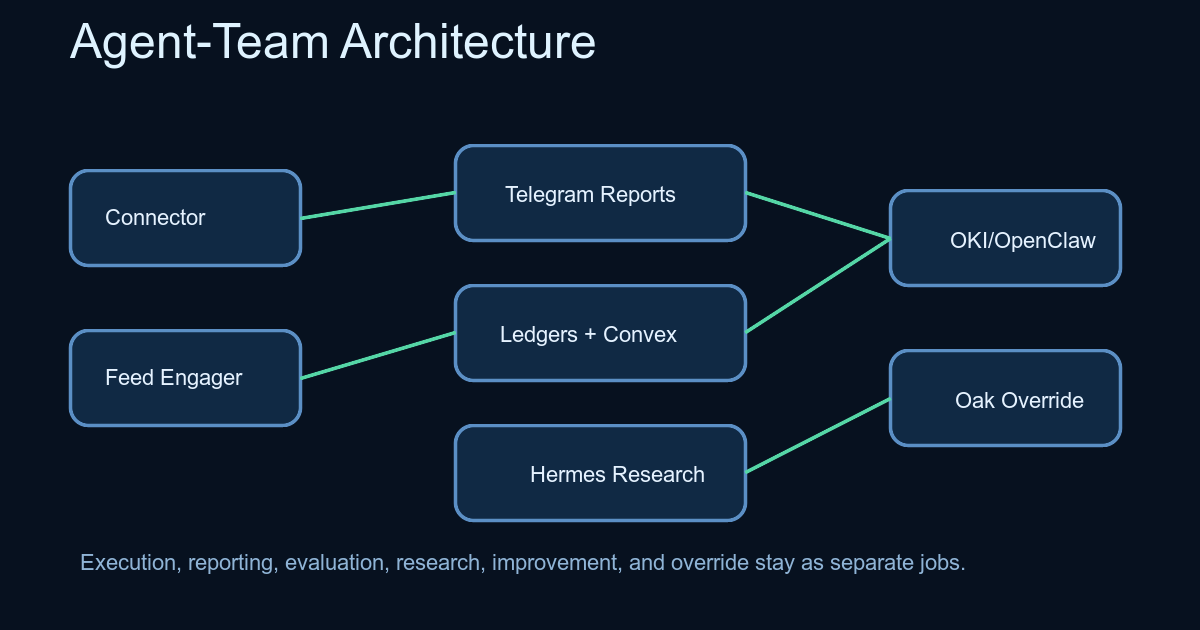 Agent-Team Architecture
Telegram Reports
Connector
OKI/OpenClaw
Ledgers + Convex
Feed Engager
Oak Override
Hermes Research
Execution, reporting, evaluation, research, improvement, and override stay as separate jobs.